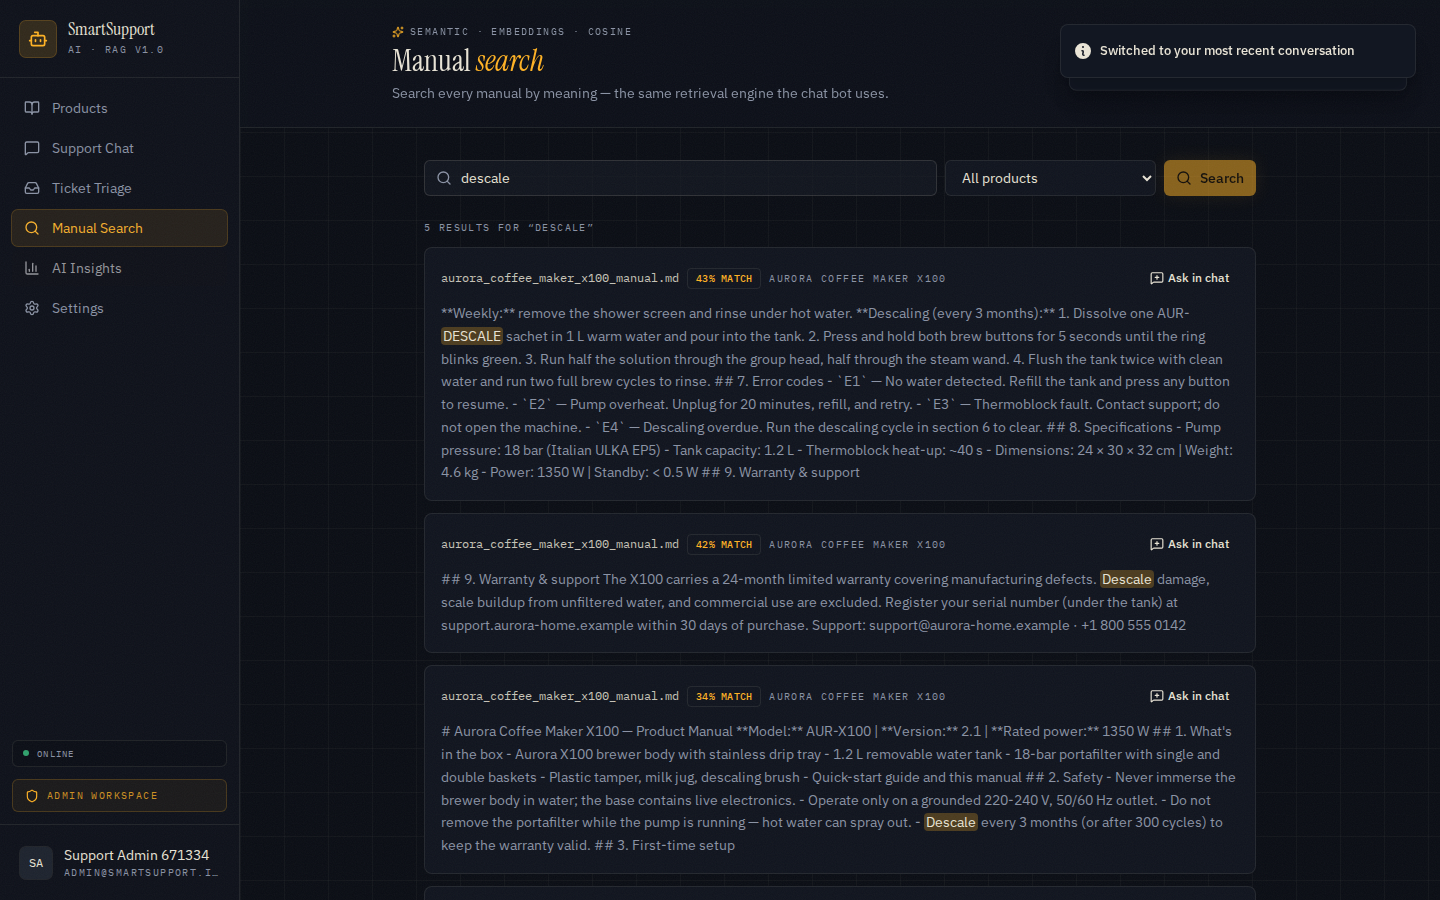 SmartSupport
AI · RAG V1.0
Products
Support Chat
Ticket Triage
Manual Search
AI Insights
Settings
ONLINE
ADMIN WORKSPACE
SA
Support Admin 671334
ADMIN@SMARTSUPPORT.I…
SEMANTIC · EMBEDDINGS · COSINE
Manual search
Search every manual by meaning — the same retrieval engine the chat bot uses.
Switched to your most recent conversation
descale
All products
Search
5 RESULTS FOR “DESCALE”
aurora_coffee_maker_x100_manual.md 43% MATCH AURORA COFFEE MAKER X100 Ask in chat
**Weekly:** remove the shower screen and rinse under hot water. **Descaling (every 3 months):** 1. Dissolve one AUR-
DESCALE sachet in 1 L warm water and pour into the tank. 2. Press and hold both brew buttons for 5 seconds until the ring
blinks green. 3. Run half the solution through the group head, half through the steam wand. 4. Flush the tank twice with clean
water and run two full brew cycles to rinse. ## 7. Error codes - `E1` — No water detected. Refill the tank and press any button
to resume. - `E2` — Pump overheat. Unplug for 20 minutes, refill, and retry. - `E3` — Thermoblock fault. Contact support; do
not open the machine. - `E4` — Descaling overdue. Run the descaling cycle in section 6 to clear. ## 8. Specifications - Pump
pressure: 18 bar (Italian ULKA EP5) - Tank capacity: 1.2 L - Thermoblock heat-up: ~40 s - Dimensions: 24 × 30 × 32 cm | Weight:
4.6 kg - Power: 1350 W | Standby: < 0.5 W ## 9. Warranty & support
aurora_coffee_maker_x100_manual.md 42% MATCH AURORA COFFEE MAKER X100 Ask in chat
## 9. Warranty & support The X100 carries a 24-month limited warranty covering manufacturing defects. Descale damage,
scale buildup from unfiltered water, and commercial use are excluded. Register your serial number (under the tank) at
support.aurora-home.example within 30 days of purchase. Support: support@aurora-home.example · +1 800 555 0142
aurora_coffee_maker_x100_manual.md 34% MATCH AURORA COFFEE MAKER X100 Ask in chat
# Aurora Coffee Maker X100 — Product Manual **Model:** AUR-X100 | **Version:** 2.1 | **Rated power:** 1350 W ## 1. What's
in the box - Aurora X100 brewer body with stainless drip tray - 1.2 L removable water tank - 18-bar portafilter with single and
double baskets - Plastic tamper, milk jug, descaling brush - Quick-start guide and this manual ## 2. Safety - Never immerse the
brewer body in water; the base contains live electronics. - Operate only on a grounded 220-240 V, 50/60 Hz outlet. - Do not
remove the portafilter while the pump is running — hot water can spray out. - Descale every 3 months (or after 300 cycles) to
keep the warranty valid. ## 3. First-time setup